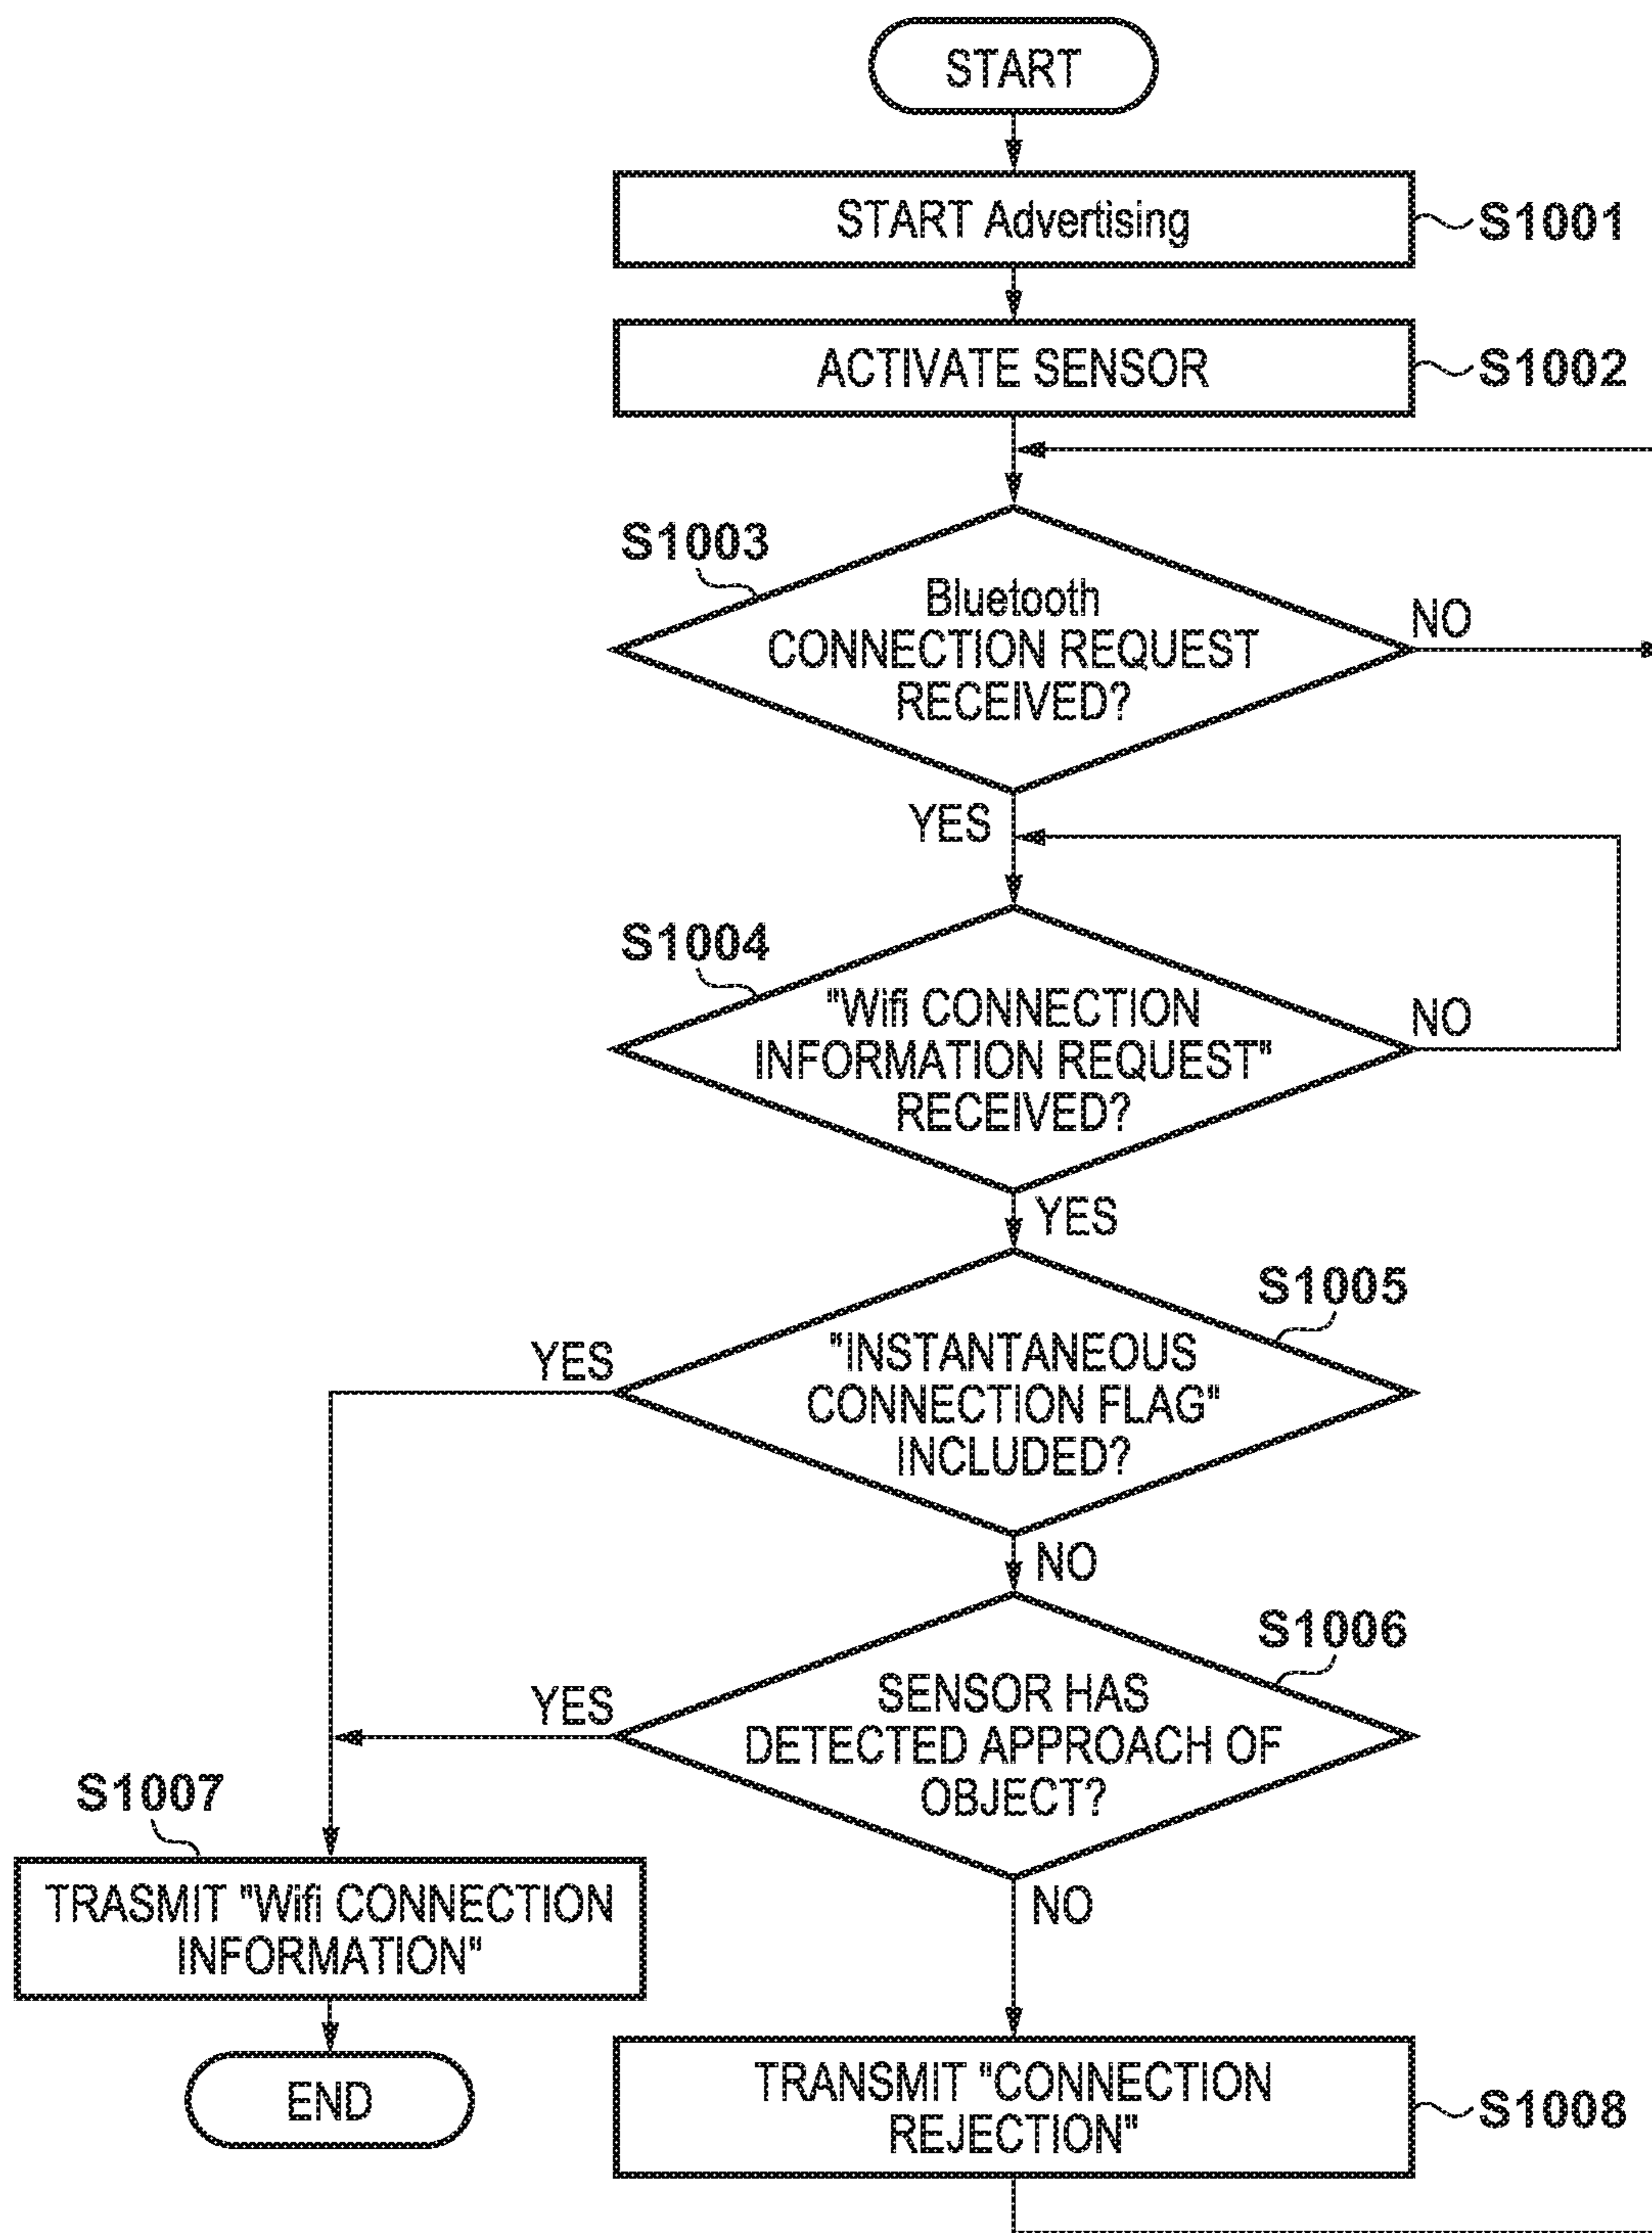 START
START Advertising
S1001
ACTIVATE SENSOR
S1002
S1003
Bluetooth
CONNECTION REQUEST
RECEIVED?
NO
YES
S1004
"Wifi CONNECTION
INFORMATION REQUEST"
RECEIVED?
NO
YES
S1005
"INSTANTANEOUS
CONNECTION FLAG"
INCLUDED?
YES
NO
S1006
SENSOR HAS
DETECTED APPROACH OF
OBJECT?
YES
NO
S1007
TRASMIT "Wifi CONNECTION
INFORMATION"
END
TRANSMIT "CONNECTION
REJECTION"
S1008